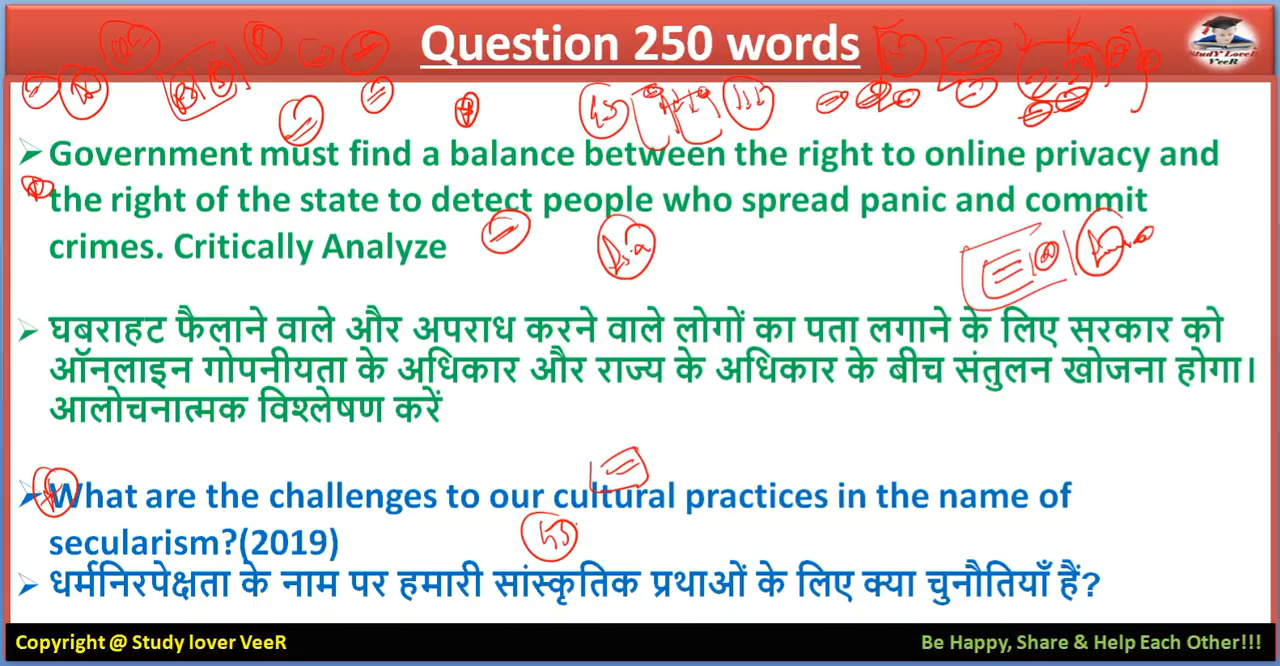 Question 250 words
StudY LoveR
VeeR
Government must find a balance between the right to online privacy and
the right of the state to detect people who spread panic and commit
crimes. Critically Analyze
घबराहट फैलाने वाले और अपराध करने वाले लोगों का पता लगाने के लिए सरकार को
ऑनलाइन गोपनीयता के अधिकार और राज्य के अधिकार के बीच संतुलन खोजना होगा।
आलोचनात्मक विश्लेषण करें
What are the challenges to our cultural practices in the name of
secularism?(2019)
धर्मनिरपेक्षता के नाम पर हमारी सांस्कृतिक प्रथाओं के लिए क्या चुनौतियाँ हैं?
Copyright @ Study lover VeeR
Be Happy, Share & Help Each Other!!!